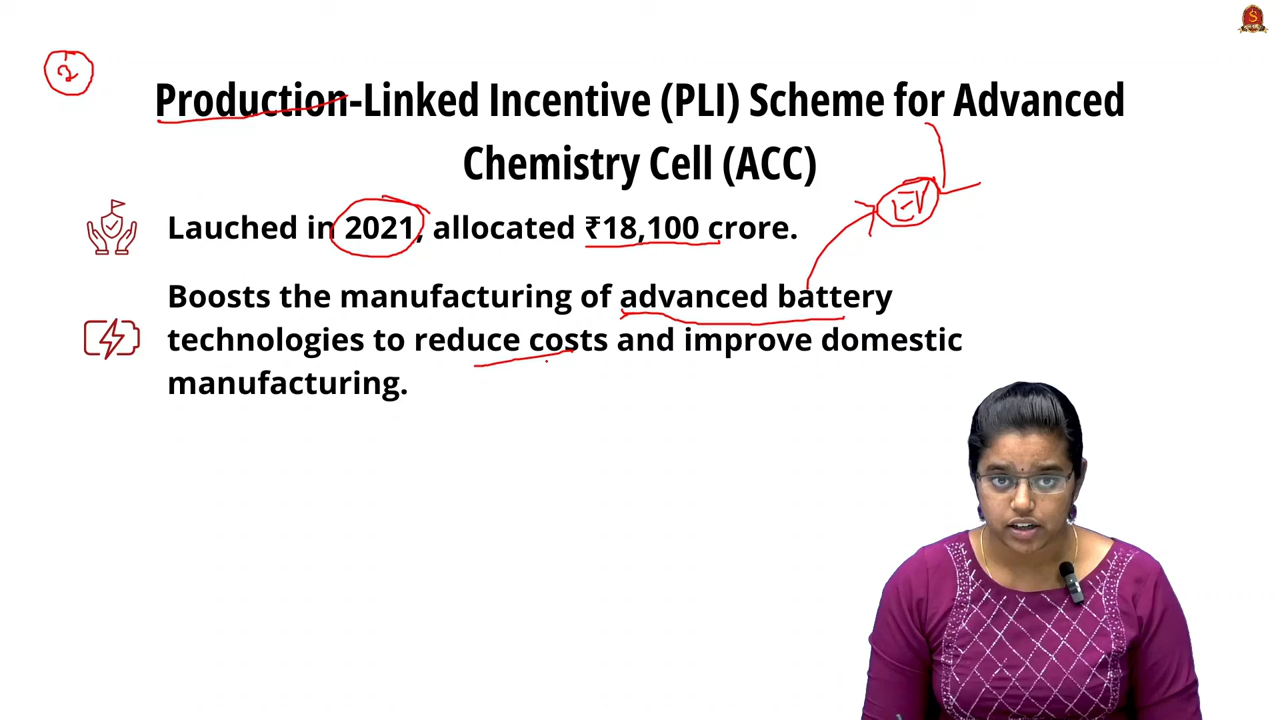 2
Production-Linked Incentive (PLI) Scheme for Advanced
Chemistry Cell (ACC)
Lauched in 2021, allocated ₹18,100 crore.
EV
Boosts the manufacturing of advanced battery
technologies to reduce costs and improve domestic
manufacturing.